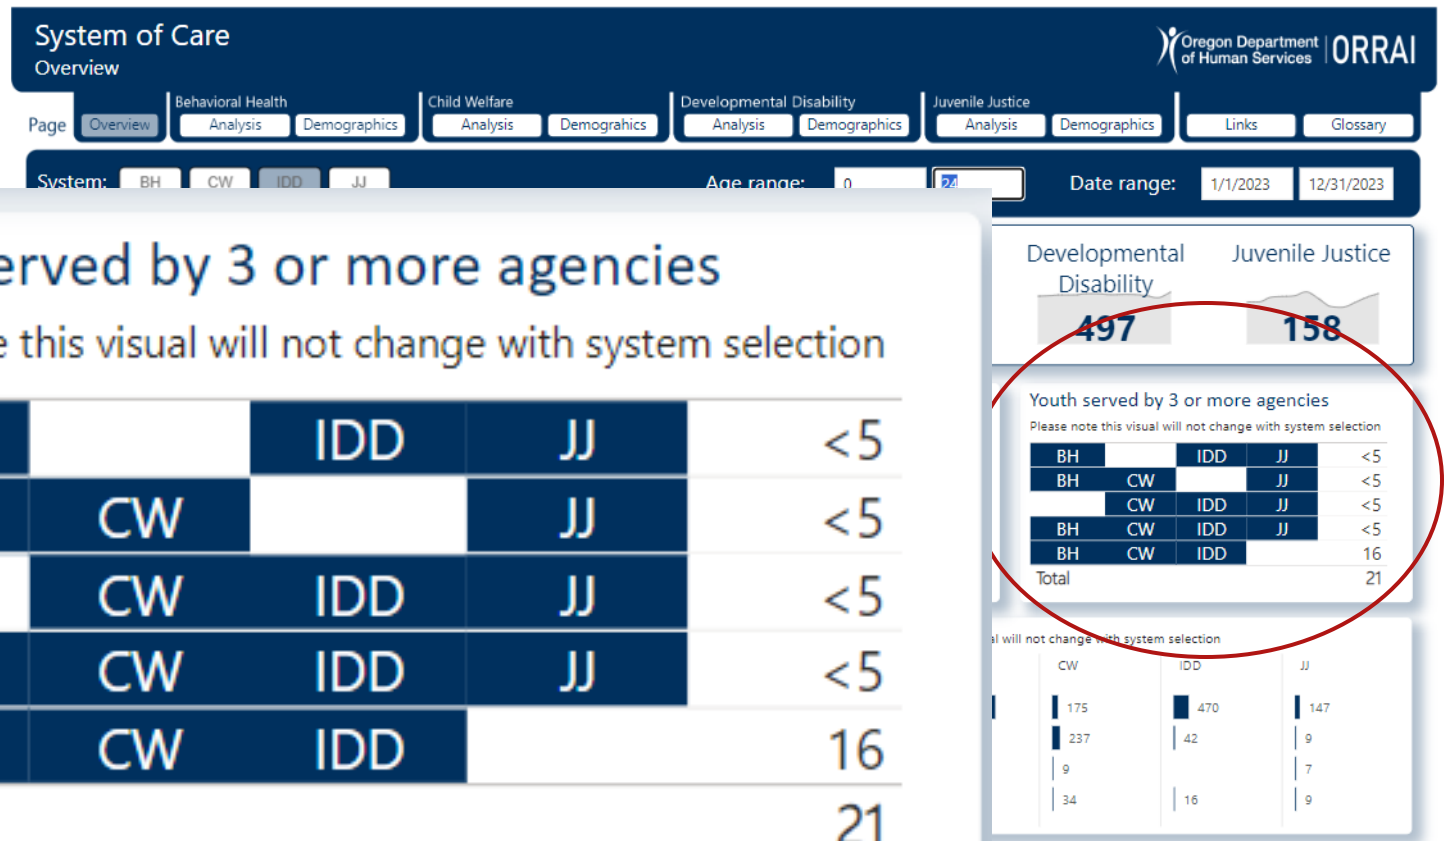 System of Care
Overview
Oregon Department of Human Services | ORRAI
Page
Overview
Behavioral Health
Analysis Demographics
Child Welfare
Analysis Demograhics
Developmental Disability
Analysis Demographics
Juvenile Justice
Analysis Demographics
Links Glossary
System: BH CW IDD JJ Age range: 0 24 Date range: 1/1/2023 12/31/2023
erved by 3 or more agencies
e this visual will not change with system selection
IDD JJ <5
CW JJ <5
CW IDD JJ <5
CW IDD JJ <5
CW IDD 16
21
Developmental
Disability
497
Juvenile Justice
158
Youth served by 3 or more agencies
Please note this visual will not change with system selection
BH IDD JJ <5
BH CW JJ <5
CW IDD JJ <5
BH CW IDD JJ <5
BH CW IDD 16
Total 21
al will not change with system selection
CW IDD JJ
175 470 147
237 42 9
9 7
34 16 9